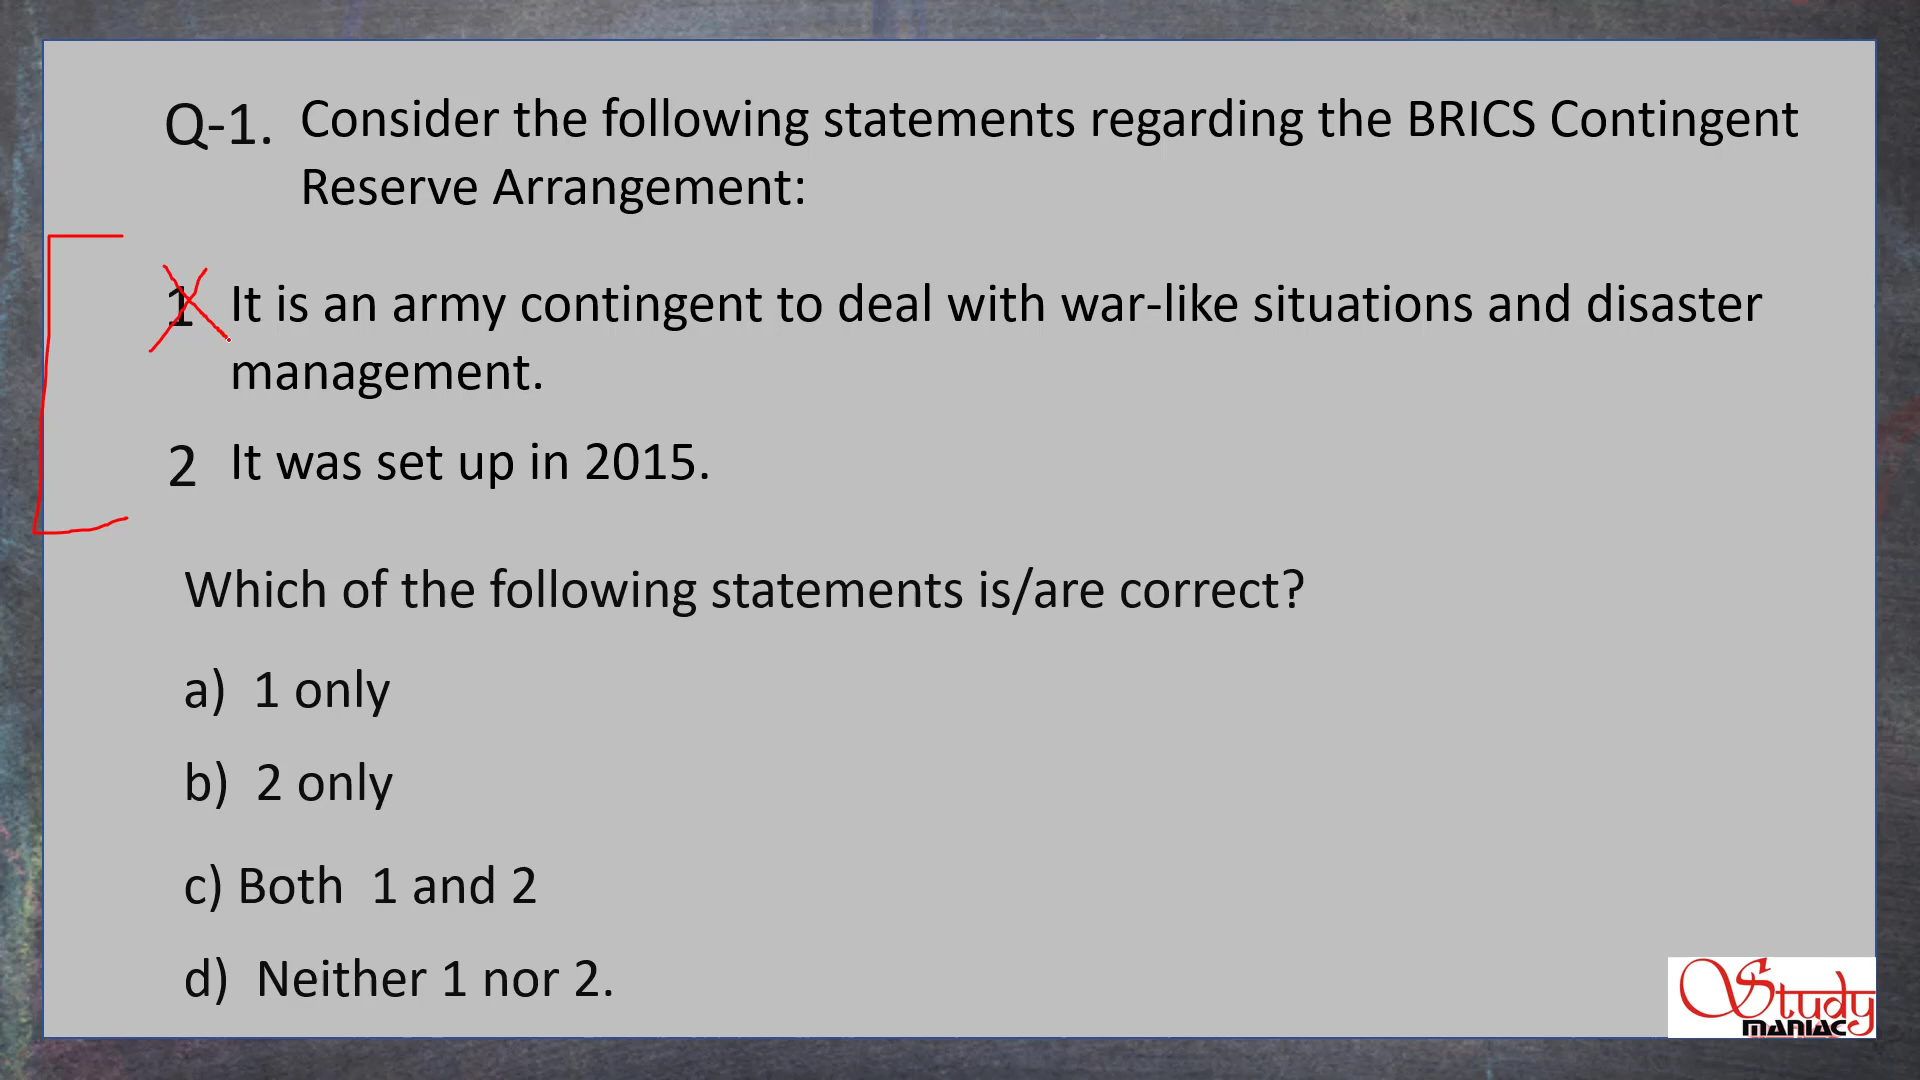 Q-1. Consider the following statements regarding the BRICS Contingent
Reserve Arrangement:
1 It is an army contingent to deal with war-like situations and disaster
management.
2 It was set up in 2015.
Which of the following statements is/are correct?
a) 1 only
b) 2 only
c) Both 1 and 2
d) Neither 1 nor 2.
Study
MANIAC